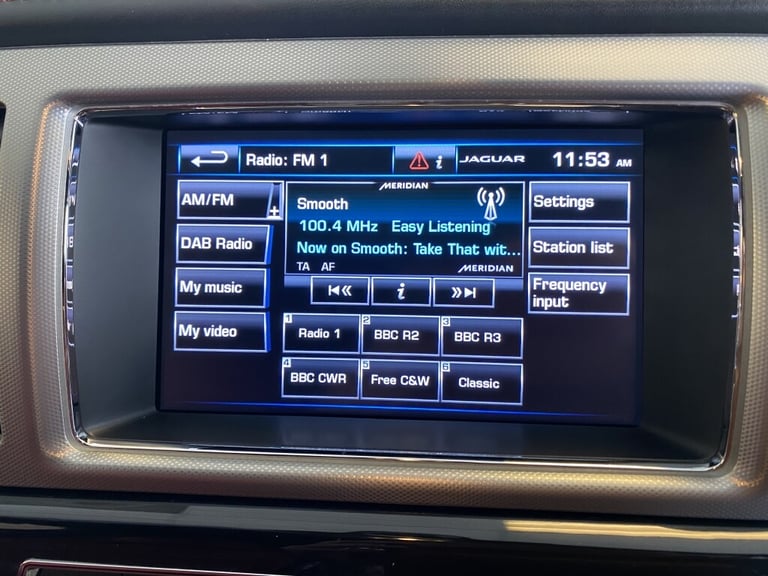 Radio: FM 1
i
JAGUAR
11:53 AM
AM/FM
+
DAB Radio
My music
My video
MERIDIAN
Smooth
100.4 MHz Easy Listening
Now on Smooth: Take That wit...
TA AF
MERIDIAN
i
1 Radio 1
2 BBC R2
3 BBC R3
4 BBC CWR
5 Free C&W
6 Classic
Settings
Station list
Frequency
input